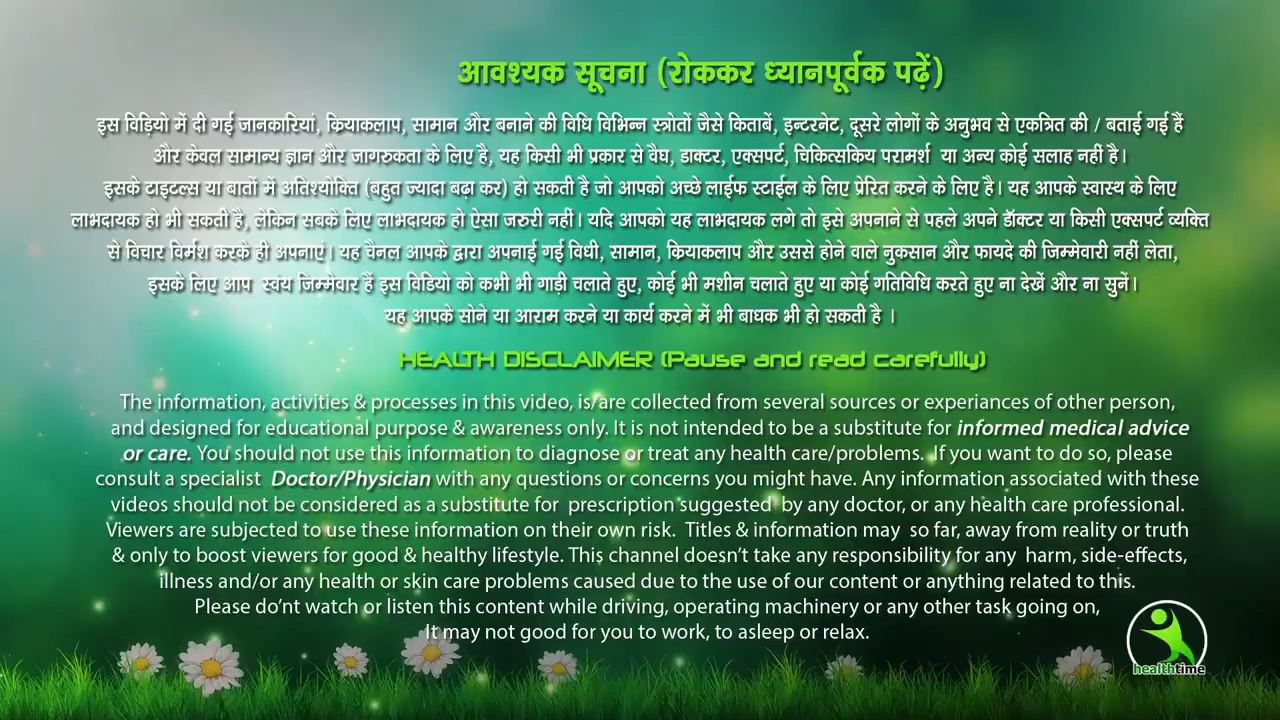 आवश्यक सूचना (रोककर ध्यानपूर्वक पढ़ें)
इस विड़ियो में दी गई जानकारियां, क्रियाकलाप, सामान और बनाने की विधि विभिन्न स्त्रोतों जैसे किताबें, इन्टरनेट, दूसरे लोगों के अनुभव से एकत्रित की / बताई गई हैं
और केवल सामान्य ज्ञान और जागरुकता के लिए है, यह किसी भी प्रकार से वैघ, डाक्टर, एक्सपर्ट, चिकित्सकिय परामर्श या अन्य कोई सलाह नहीं है।
इसके टाइटल्स या बातों में अतिश्योक्ति (बहुत ज्यादा बढ़ा कर) हो सकती है जो आपको अच्छे लाईफ स्टाईल के लिए प्रेरित करने के लिए है। यह आपके स्वास्थ के लिए
लाभदायक हो भी सकती है, लेकिन सबके लिए लाभदायक हो ऐसा जरुरी नहीं। यदि आपको यह लाभदायक लगे तो इसे अपनाने से पहले अपने डॉक्टर या किसी एक्सपर्ट व्यक्ति
से विचार विर्मश करके ही अपनाएं। यह चैनल आपके द्वारा अपनाई गई विधी, सामान, क्रियाकलाप और उससे होने वाले नुकसान और फायदे की जिम्मेवारी नहीं लेता,
इसके लिए आप स्वंय जिम्मेवार हैं इस विडियो को कभी भी गाड़ी चलाते हुए, कोई भी मशीन चलाते हुए या कोई गतिविधि करते हुए ना देखें और ना सुनें।
यह आपके सोने या आराम करने या कार्य करने में भी बाधक भी हो सकती है ।
HEALTH DISCLAIMER (Pause and read carefully)
The information, activities & processes in this video, is/are collected from several sources or experiances of other person,
and designed for educational purpose & awareness only. It is not intended to be a substitute for informed medical advice
or care. You should not use this information to diagnose or treat any health care/problems. If you want to do so, please
consult a specialist Doctor/Physician with any questions or concerns you might have. Any information associated with these
videos should not be considered as a substitute for prescription suggested by any doctor, or any health care professional.
Viewers are subjected to use these information on their own risk. Titles & information may so far, away from reality or truth
& only to boost viewers for good & healthy lifestyle. This channel doesn't take any responsibility for any harm, side-effects,
illness and/or any health or skin care problems caused due to the use of our content or anything related to this.
Please do'nt watch or listen this content while driving, operating machinery or any other task going on,
It may not good for you to work, to asleep or relax.
healthtime